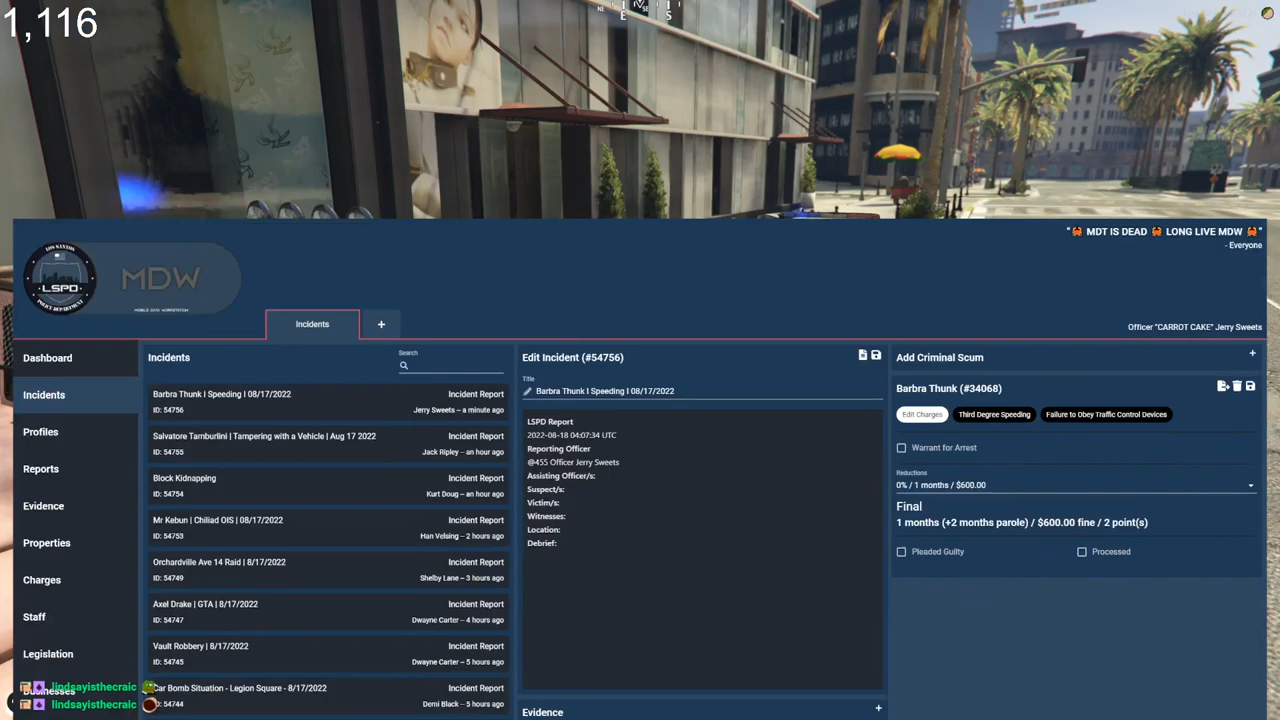 1,116
NE SE
E S
"🦀 MDT IS DEAD 🦀 LONG LIVE MDW 🦀"
- Everyone
LOS SANTOS
LSPD
POLICE DEPARTMENT
MDW
MOBILE DATA WORKSTATION
Incidents
+
Officer "CARROT CAKE" Jerry Sweets
Dashboard
Incidents
Profiles
Reports
Evidence
Properties
Charges
Staff
Legislation
Businesses
lindsayisthecraic
lindsayisthecraic
Incidents
Search
Barbra Thunk I Speeding I 08/17/2022 Incident Report
ID: 54756 Jerry Sweets – a minute ago
Salvatore Tamburlini | Tampering with a Vehicle | Aug 17 2022 Incident Report
ID: 54755 Jack Ripley – an hour ago
Block Kidnapping Incident Report
ID: 54754 Kurt Doug – an hour ago
Mr Kebun | Chiliad OIS | 08/17/2022 Incident Report
ID: 54753 Han Velsing – 2 hours ago
Orchardville Ave 14 Raid | 8/17/2022 Incident Report
ID: 54749 Shelby Lane – 3 hours ago
Axel Drake | GTA | 8/17/2022 Incident Report
ID: 54747 Dwayne Carter – 4 hours ago
Vault Robbery | 8/17/2022 Incident Report
ID: 54745 Dwayne Carter – 5 hours ago
Car Bomb Situation - Legion Square - 8/17/2022 Incident Report
ID: 54744 Demi Black – 5 hours ago
Edit Incident (#54756)
Title
Barbra Thunk I Speeding I 08/17/2022
LSPD Report
2022-08-18 04:07:34 UTC
Reporting Officer
@455 Officer Jerry Sweets
Assisting Officer/s:
Suspect/s:
Victim/s:
Witnesses:
Location:
Debrief:
Evidence +
Add Criminal Scum +
Barbra Thunk (#34068)
Edit Charges Third Degree Speeding Failure to Obey Traffic Control Devices
Warrant for Arrest
Reductions
0% / 1 months / $600.00
Final
1 months (+2 months parole) / $600.00 fine / 2 point(s)
Pleaded Guilty Processed